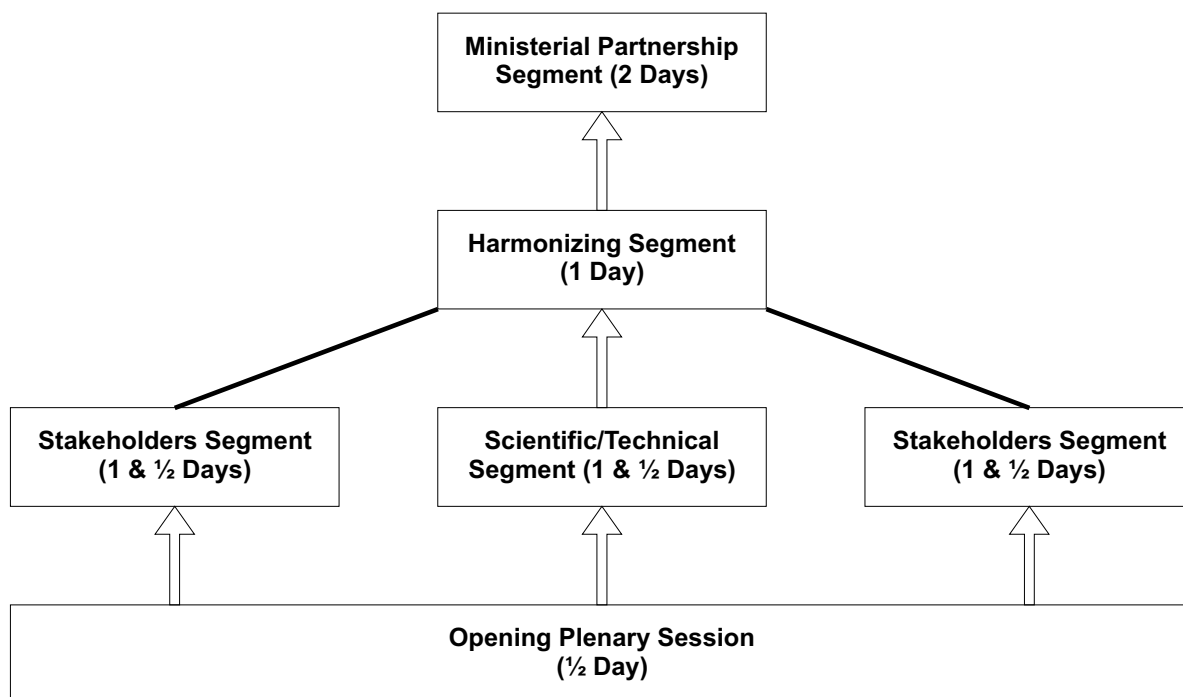 Ministerial Partnership
Segment (2 Days)
Harmonizing Segment
(1 Day)
Stakeholders Segment
(1 & ½ Days)
Scientific/Technical
Segment (1 & ½ Days)
Stakeholders Segment
(1 & ½ Days)
Opening Plenary Session
(½ Day)